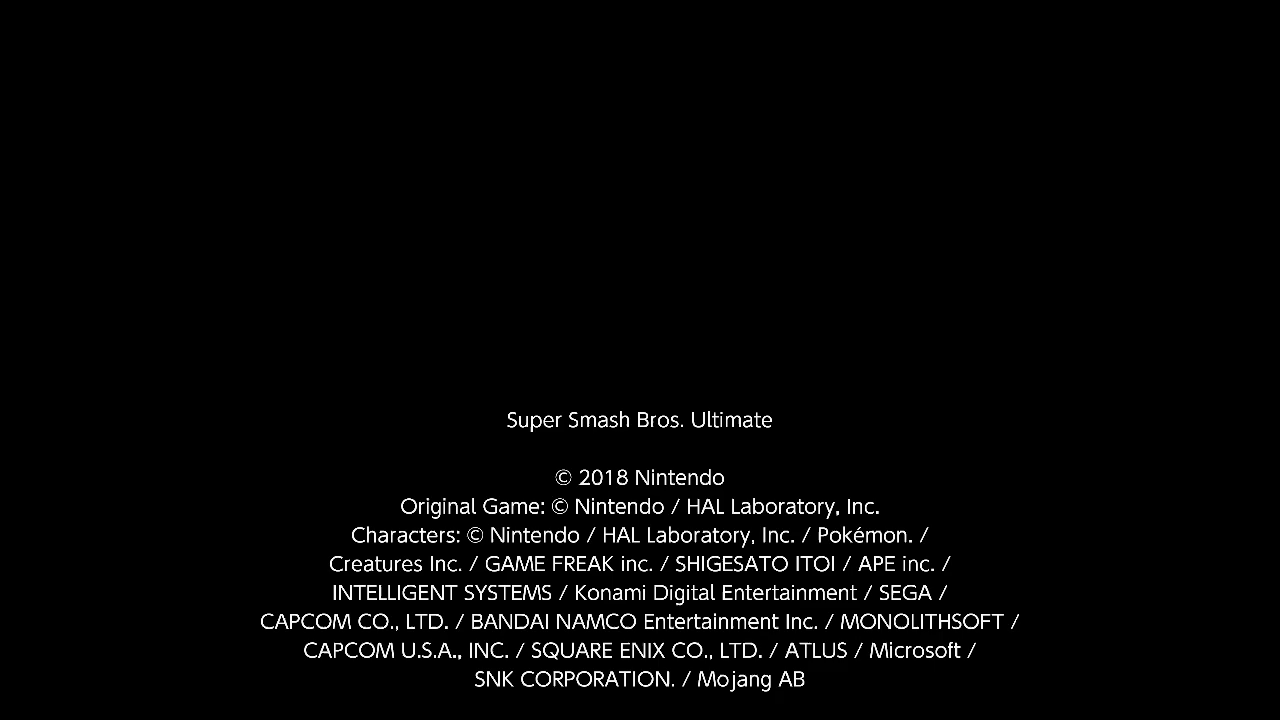 Super Smash Bros. Ultimate
© 2018 Nintendo
Original Game: © Nintendo / HAL Laboratory, Inc.
Characters: © Nintendo / HAL Laboratory, Inc. / Pokémon. /
Creatures Inc. / GAME FREAK inc. / SHIGESATO ITOI / APE inc. /
INTELLIGENT SYSTEMS / Konami Digital Entertainment / SEGA /
CAPCOM CO., LTD. / BANDAI NAMCO Entertainment Inc. / MONOLITHSOFT /
CAPCOM U.S.A., INC. / SQUARE ENIX CO., LTD. / ATLUS / Microsoft /
SNK CORPORATION. / Mojang AB